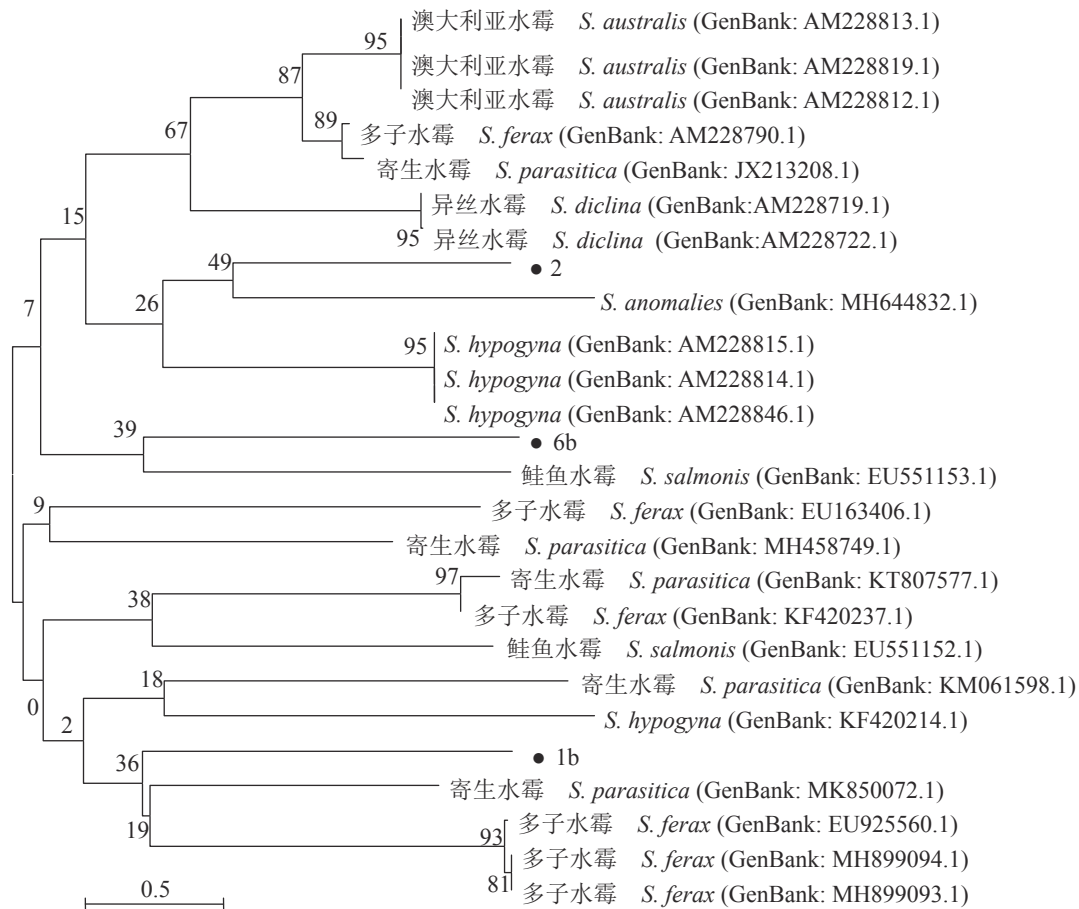 澳大利亚水霉 S. australis (GenBank: AM228813.1)
95
澳大利亚水霉 S. australis (GenBank: AM228819.1)
87
澳大利亚水霉 S. australis (GenBank: AM228812.1)
89
多子水霉 S. ferax (GenBank: AM228790.1)
67
寄生水霉 S. parasitica (GenBank: JX213208.1)
异丝水霉 S. diclina (GenBank:AM228719.1)
15
95
异丝水霉 S. diclina (GenBank:AM228722.1)
49
● 2
7
26
S. anomalies (GenBank: MH644832.1)
95
S. hypogyna (GenBank: AM228815.1)
S. hypogyna (GenBank: AM228814.1)
S. hypogyna (GenBank: AM228846.1)
39
● 6b
鲑鱼水霉 S. salmonis (GenBank: EU551153.1)
9
多子水霉 S. ferax (GenBank: EU163406.1)
寄生水霉 S. parasitica (GenBank: MH458749.1)
97
寄生水霉 S. parasitica (GenBank: KT807577.1)
38
多子水霉 S. ferax (GenBank: KF420237.1)
鲑鱼水霉 S. salmonis (GenBank: EU551152.1)
18
寄生水霉 S. parasitica (GenBank: KM061598.1)
0
2
S. hypogyna (GenBank: KF420214.1)
36
● 1b
寄生水霉 S. parasitica (GenBank: MK850072.1)
19
93
多子水霉 S. ferax (GenBank: EU925560.1)
多子水霉 S. ferax (GenBank: MH899094.1)
81
多子水霉 S. ferax (GenBank: MH899093.1)
0.5